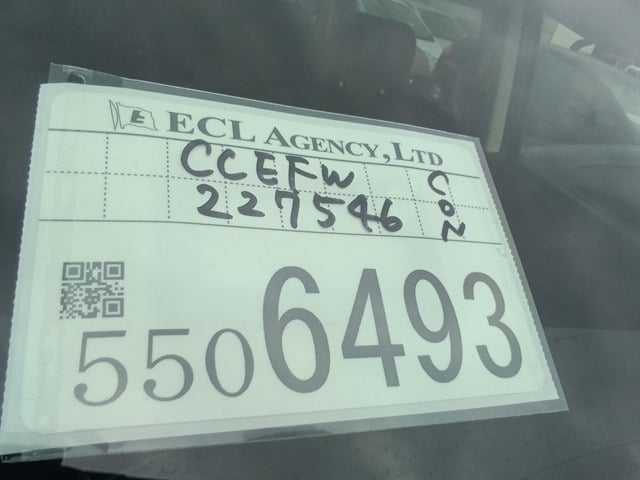 E ECL AGENCY, LTD
CCEFW
227546
CON
5506493